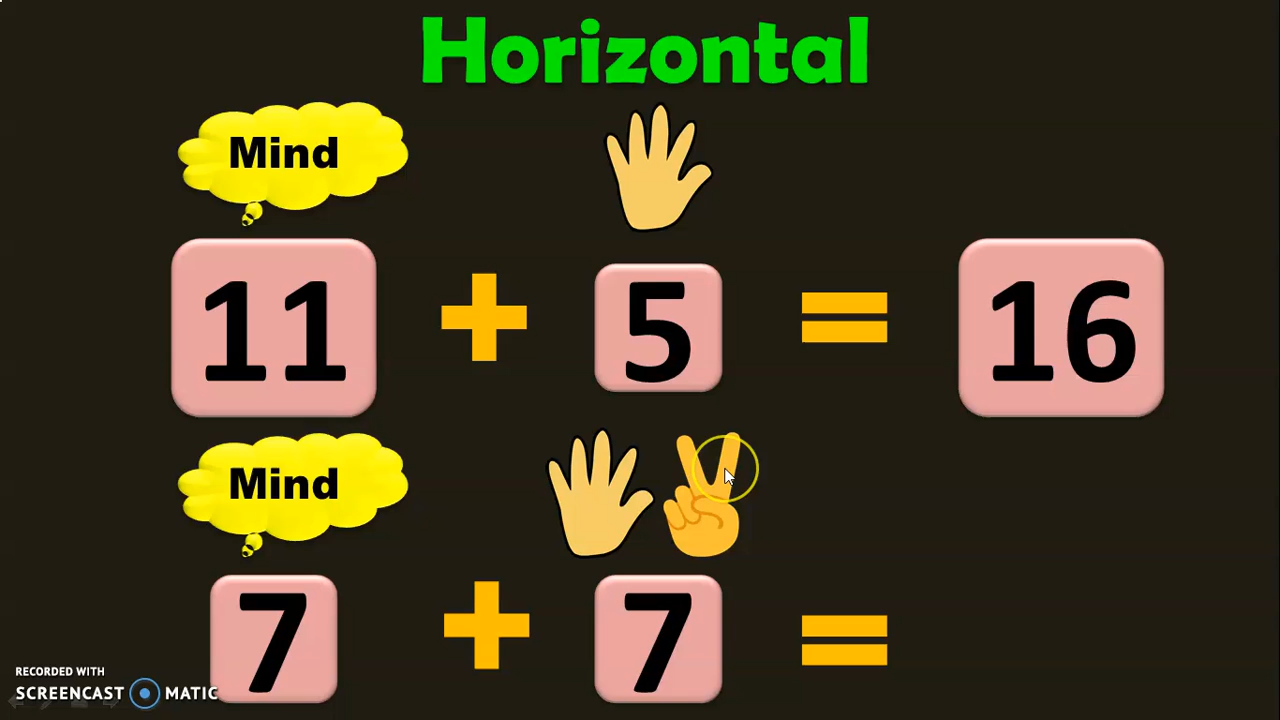 Horizontal
Mind
11 + 5 = 16
Mind
7 + 7 =
RECORDED WITH
SCREENCAST MATIC